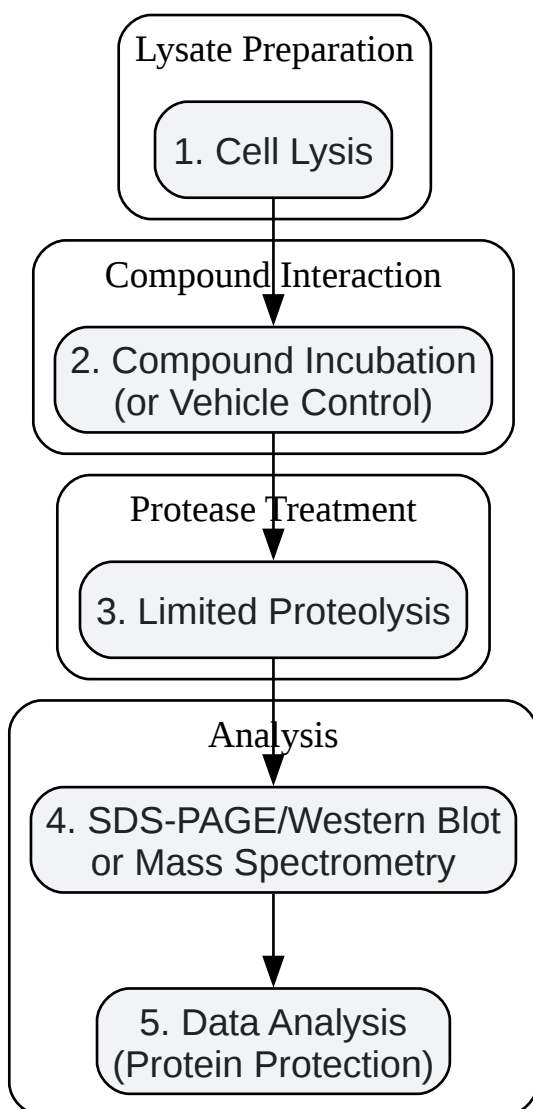 Lysate Preparation
1. Cell Lysis
Compound Interaction
2. Compound Incubation
(or Vehicle Control)
Protease Treatment
3. Limited Proteolysis
Analysis
4. SDS-PAGE/Western Blot
or Mass Spectrometry
5. Data Analysis
(Protein Protection)